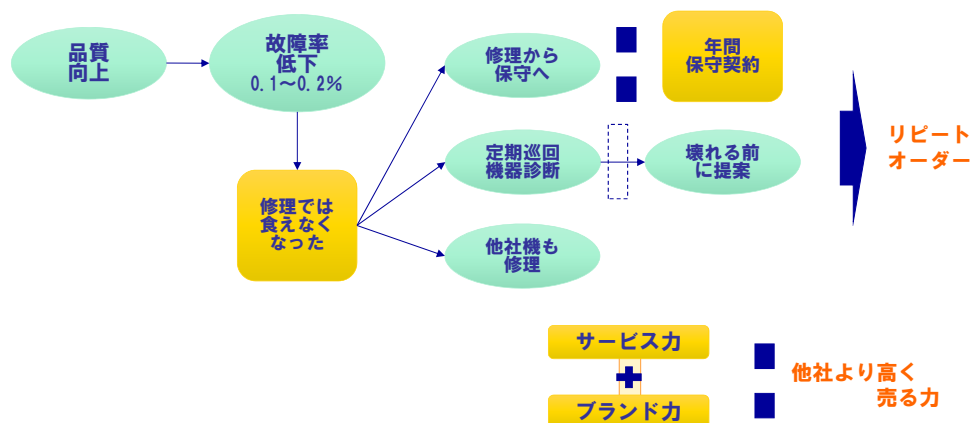 品質
向上
故障率
低下
0.1～0.2%
修理では
食えなく
なった
修理から
保守へ
年間
保守契約
定期巡回
機器診断
壊れる前
に提案
他社機も
修理
リピート
オーダー
サービス力
ブランド力
他社より高く
売る力